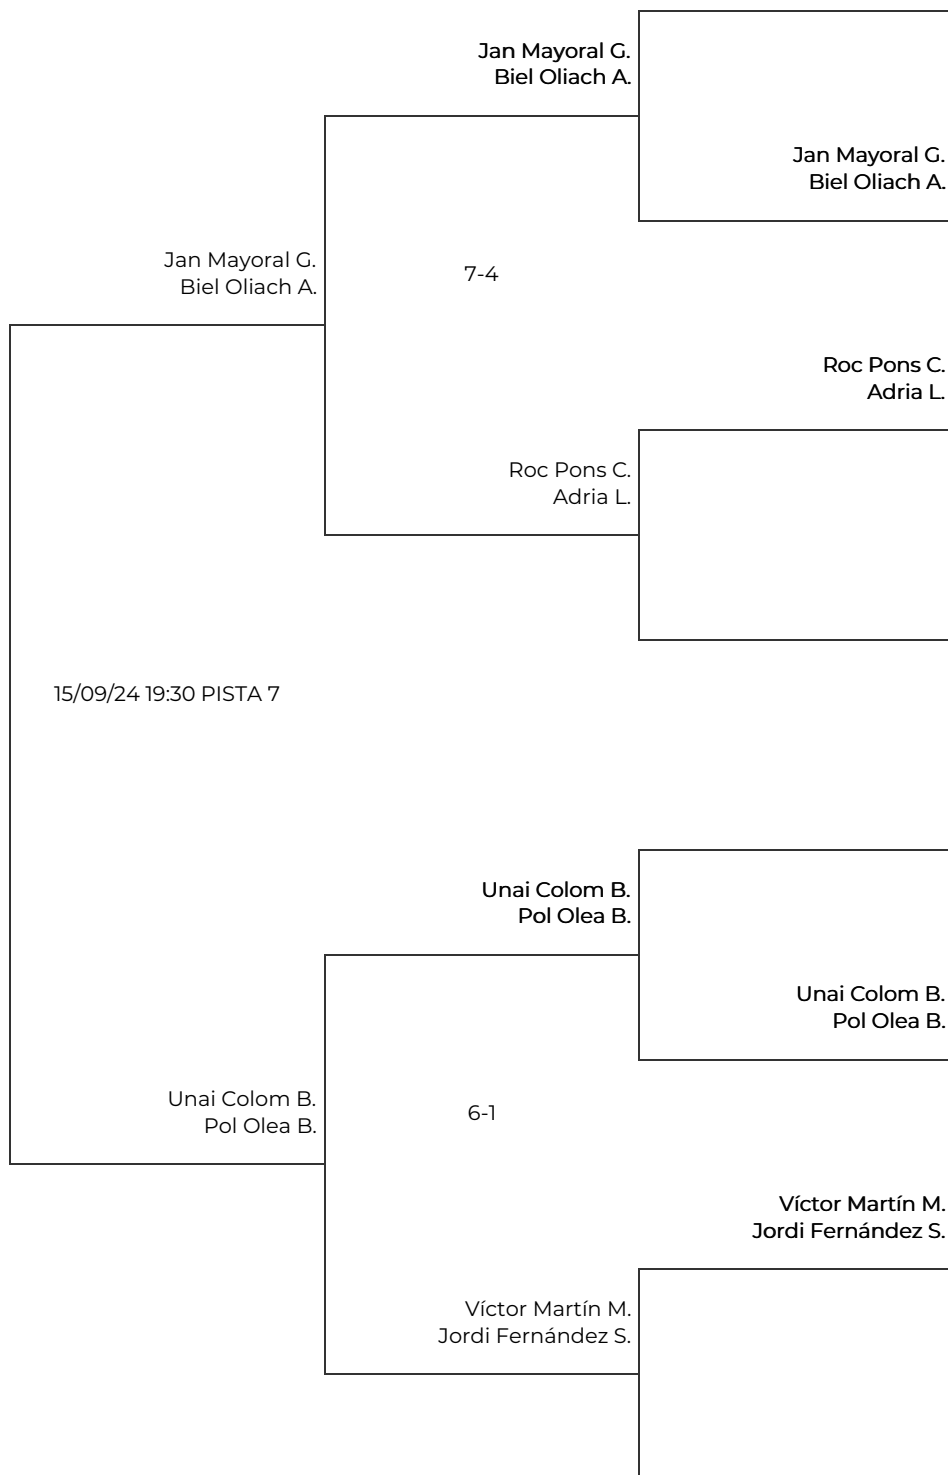 Jan Mayoral G.
Biel Oliach A.
Jan Mayoral G.
Biel Oliach A.
Jan Mayoral G.
Biel Oliach A.
7-4
Roc Pons C.
Adria L.
Roc Pons C.
Adria L.
15/09/24 19:30 PISTA 7
Unai Colom B.
Pol Olea B.
Unai Colom B.
Pol Olea B.
Unai Colom B.
Pol Olea B.
6-1
Víctor Martín M.
Jordi Fernández S.
Víctor Martín M.
Jordi Fernández S.